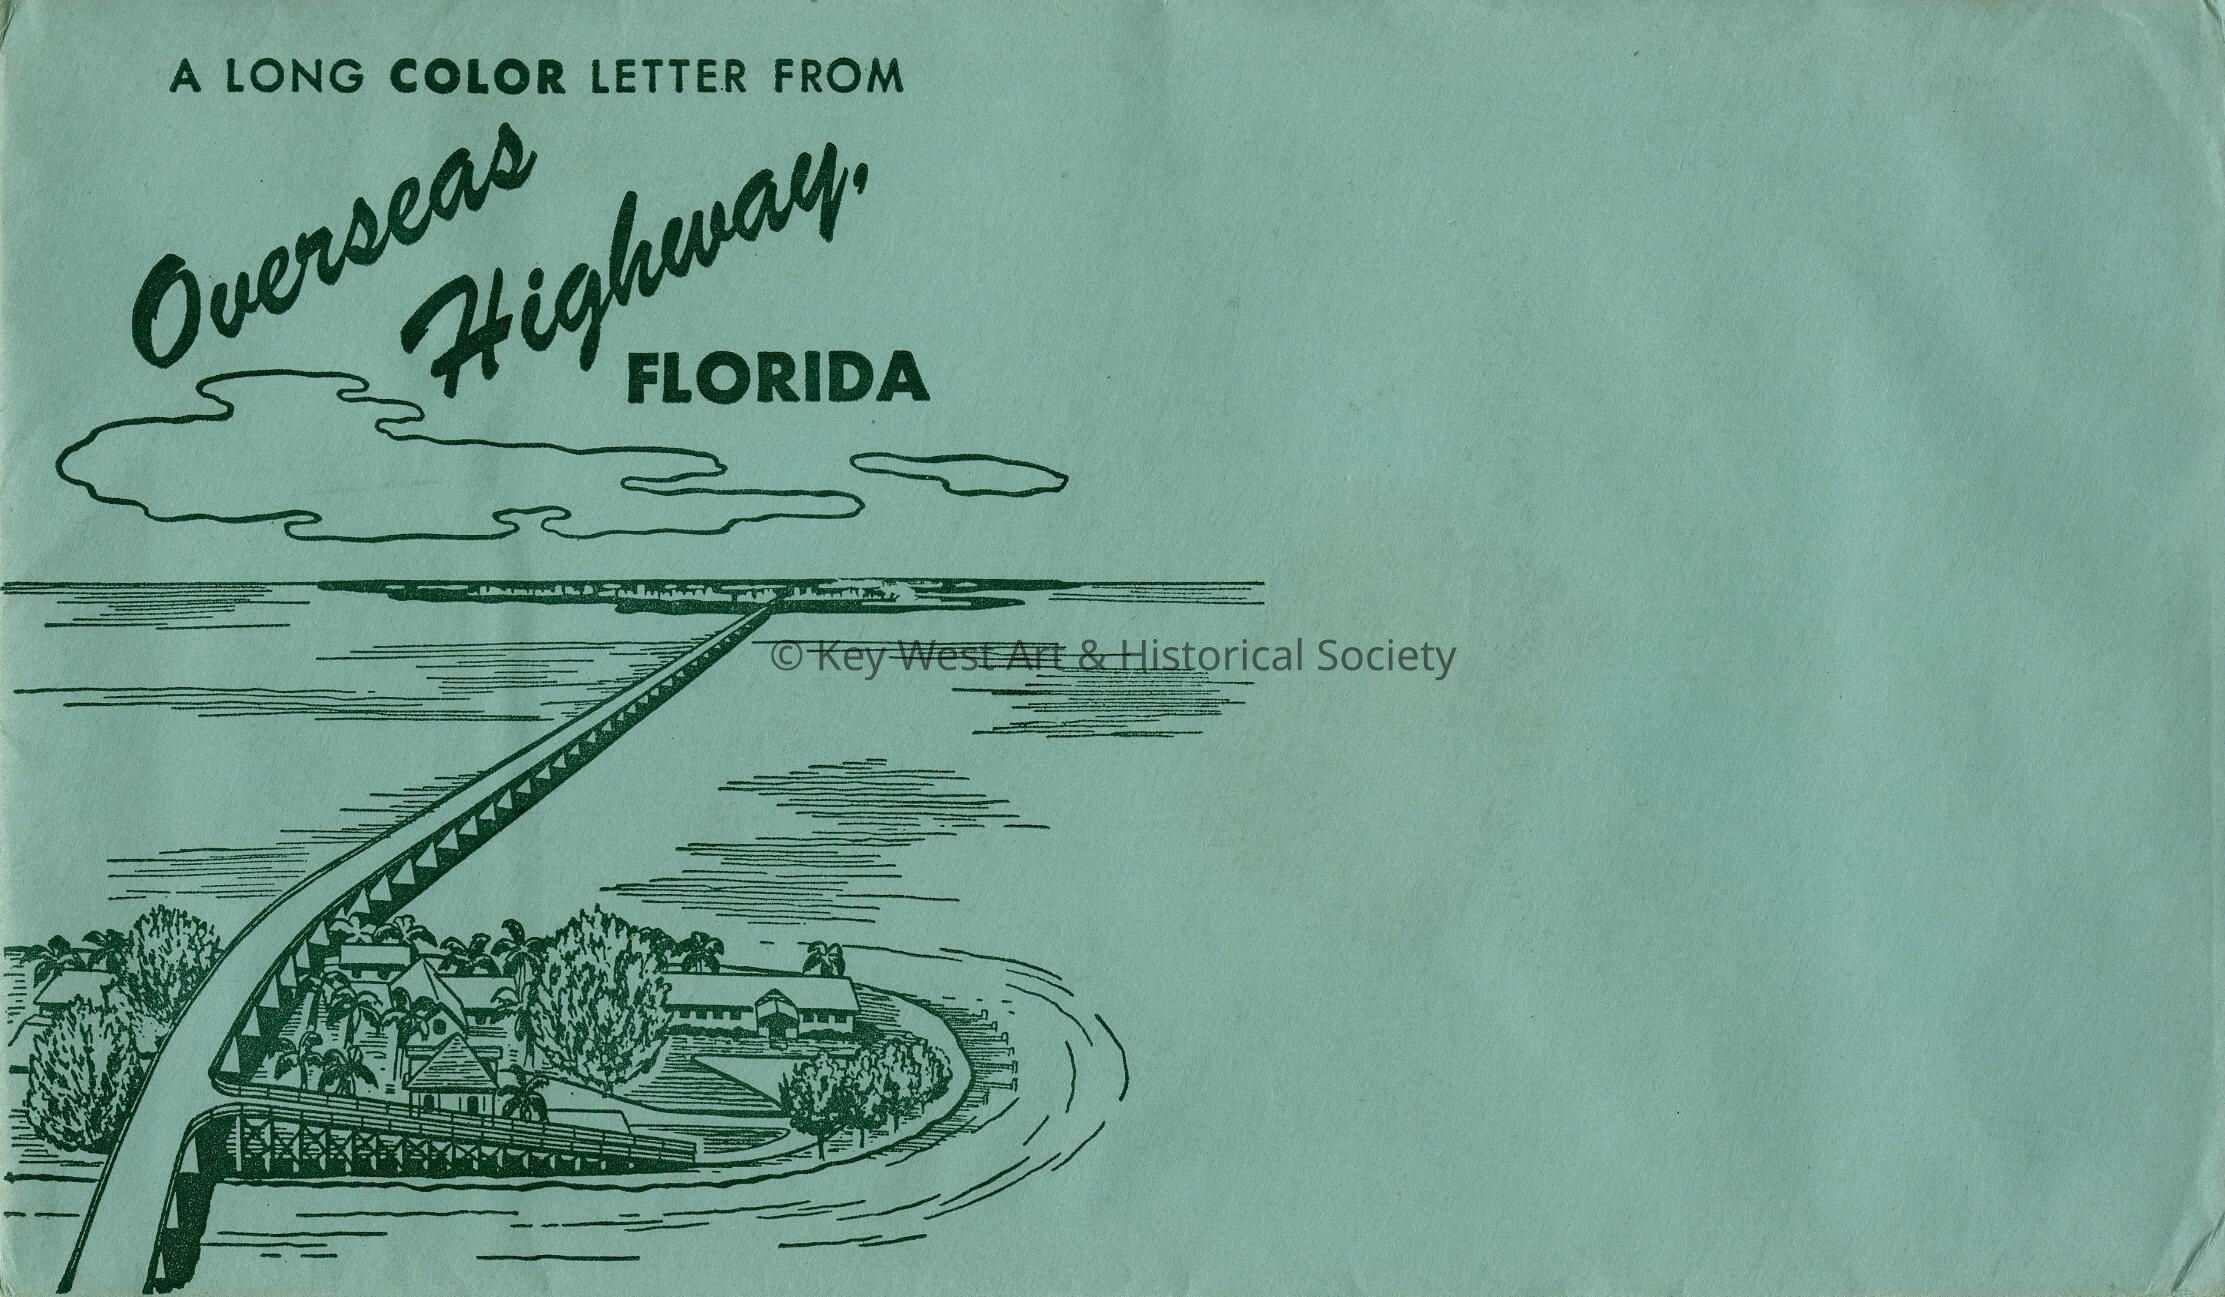 A LONG COLOR LETTER FROM
Overseas
Highway,
FLORIDA
© Key West Art & Historical Society